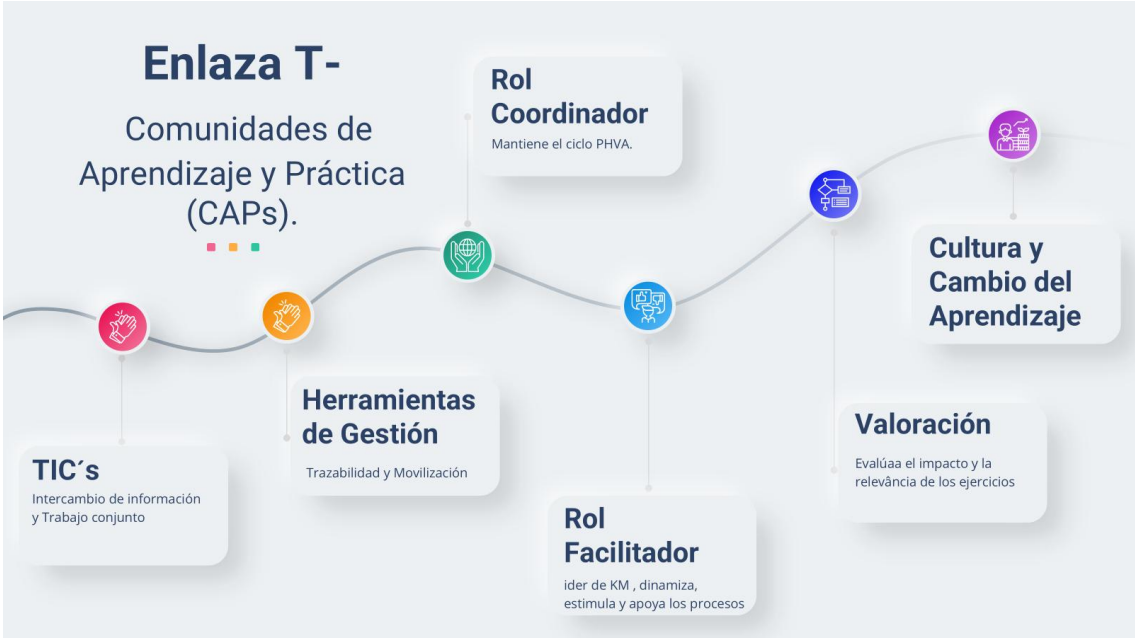 Enlaza T-
Comunidades de
Aprendizaje y Práctica
(CAPs).
TIC´s
Intercambio de información
y Trabajo conjunto
Herramientas
de Gestión
Trazabilidad y Movilización
Rol
Coordinador
Mantiene el ciclo PHVA.
Rol
Facilitador
ider de KM , dinamiza,
estimula y apoya los procesos
Valoración
Evalúaa el impacto y la
relevância de los ejercicios
Cultura y
Cambio del
Aprendizaje